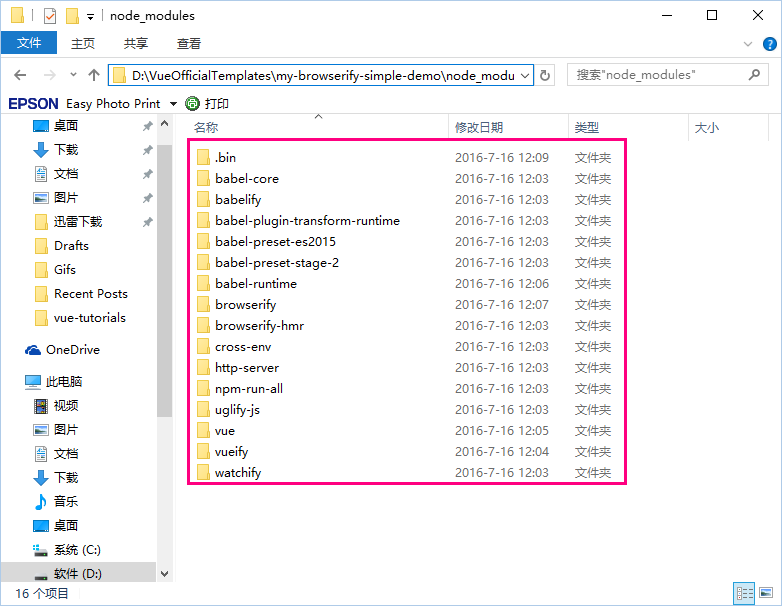 node_modules
文件 主页 共享 查看
D:\VueOfficialTemplates\my-browserify-simple-demo\node_modu 搜索"node_modules"
EPSON Easy Photo Print 打印
名称 修改日期 类型 大小
桌面
下载
文档
图片
迅雷下载
Drafts
Gifs
Recent Posts
vue-tutorials
OneDrive
此电脑
视频
图片
文档
下载
音乐
桌面
系统 (C:)
软件 (D:)
.bin 2016-7-16 12:09 文件夹
babel-core 2016-7-16 12:03 文件夹
babelify 2016-7-16 12:03 文件夹
babel-plugin-transform-runtime 2016-7-16 12:03 文件夹
babel-preset-es2015 2016-7-16 12:03 文件夹
babel-preset-stage-2 2016-7-16 12:03 文件夹
babel-runtime 2016-7-16 12:06 文件夹
browserify 2016-7-16 12:07 文件夹
browserify-hmr 2016-7-16 12:03 文件夹
cross-env 2016-7-16 12:03 文件夹
http-server 2016-7-16 12:03 文件夹
npm-run-all 2016-7-16 12:03 文件夹
uglify-js 2016-7-16 12:03 文件夹
vue 2016-7-16 12:05 文件夹
vueify 2016-7-16 12:04 文件夹
watchify 2016-7-16 12:03 文件夹
16 个项目